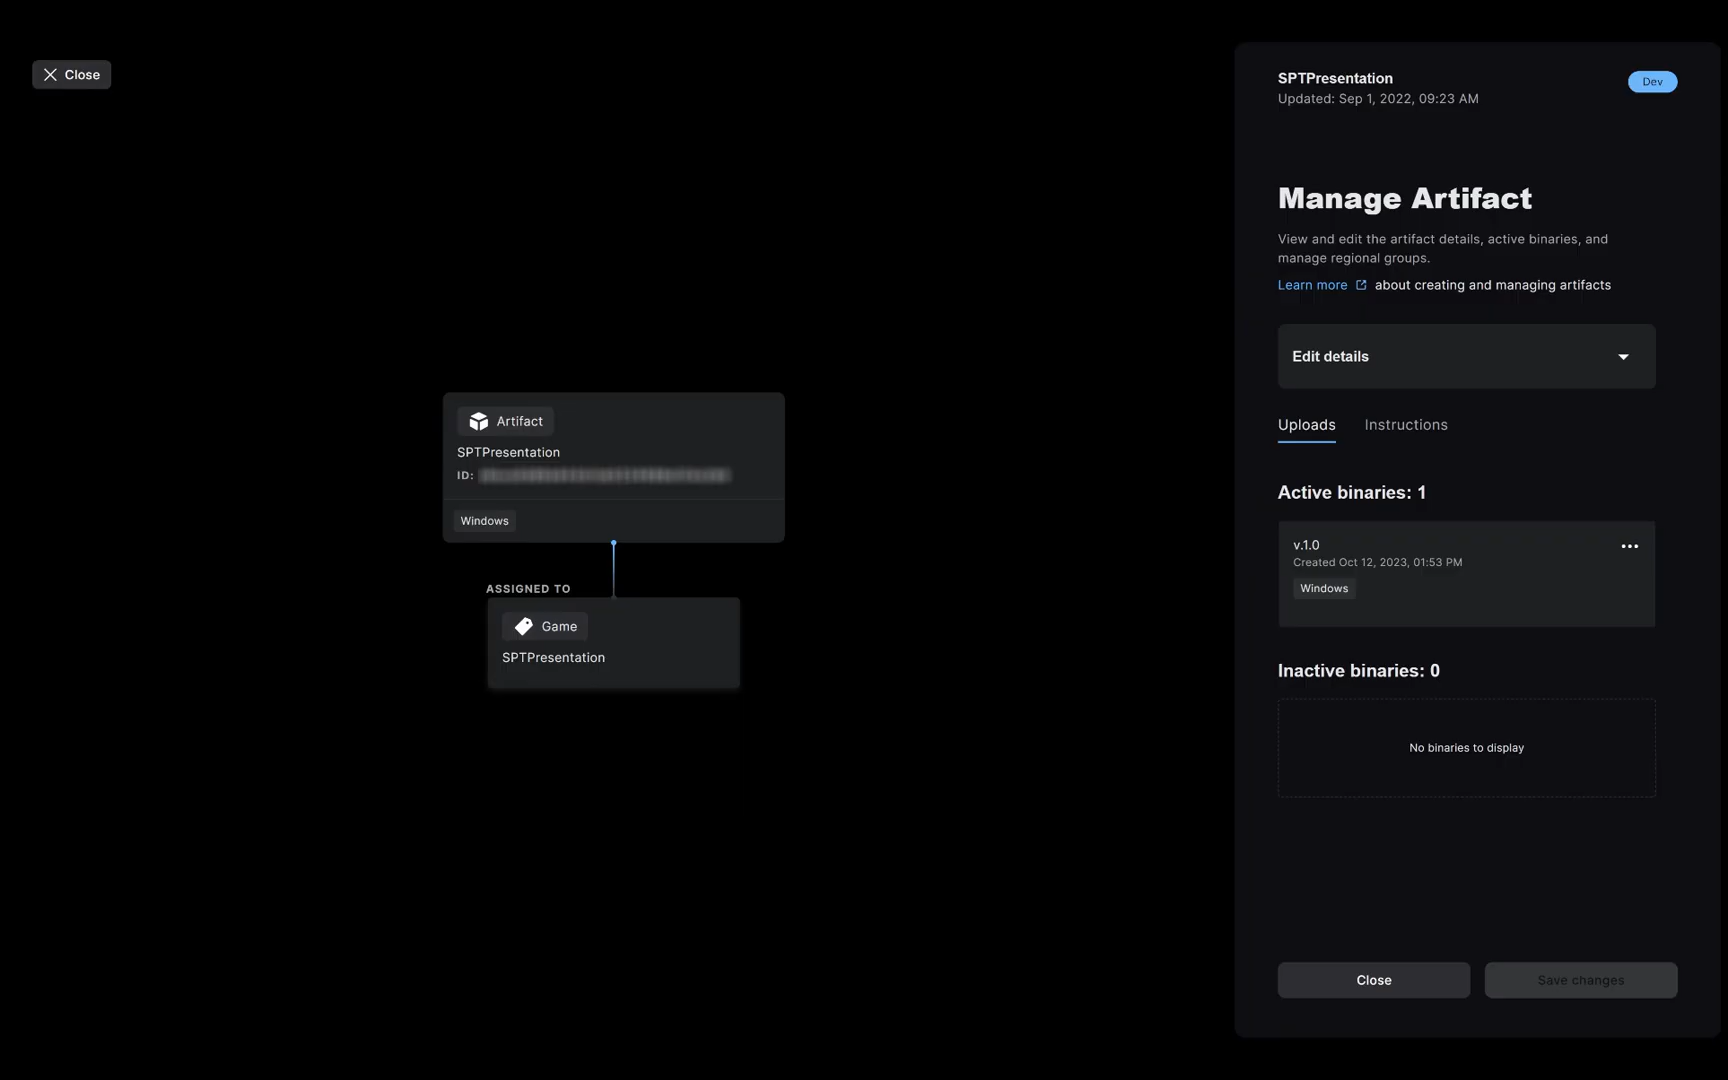 Close
Artifact
SPTPresentation
ID:
Windows
ASSIGNED TO
Game
SPTPresentation
SPTPresentation
Updated: Sep 1, 2022, 09:23 AM
Dev
Manage Artifact
View and edit the artifact details, active binaries, and
manage regional groups.
Learn more about creating and managing artifacts
Edit details
Uploads
Instructions
Active binaries: 1
v.1.0
Created Oct 12, 2023, 01:53 PM
Windows
Inactive binaries: 0
No binaries to display
Close
Save changes